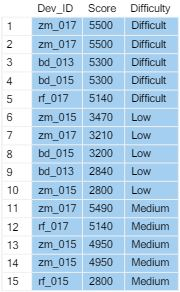 Dev_ID Score Difficulty
1 zm_017 5500 Difficult
2 zm_017 5500 Difficult
3 bd_013 5300 Difficult
4 bd_015 5300 Difficult
5 rf_017 5140 Difficult
6 zm_015 3470 Low
7 zm_017 3210 Low
8 bd_015 3200 Low
9 bd_013 2840 Low
10 zm_015 2800 Low
11 zm_017 5490 Medium
12 rf_017 5140 Medium
13 zm_015 4950 Medium
14 zm_015 4950 Medium
15 rf_015 2800 Medium